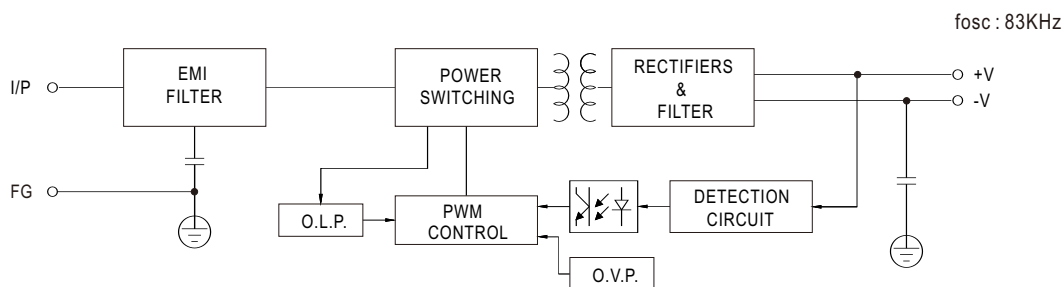 fosc : 83KHz
I/P
EMI
FILTER
POWER
SWITCHING
RECTIFIERS
&
FILTER
+V
-V
FG
O.L.P.
PWM
CONTROL
DETECTION
CIRCUIT
O.V.P.